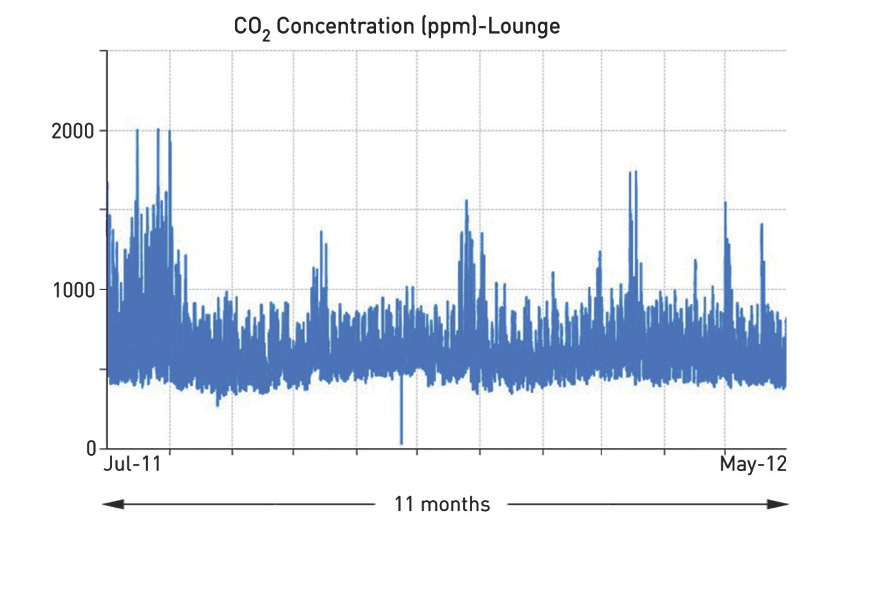 CO2 Concentration (ppm)-Lounge
2000
1000
0
Jul-11 May-12
11 months